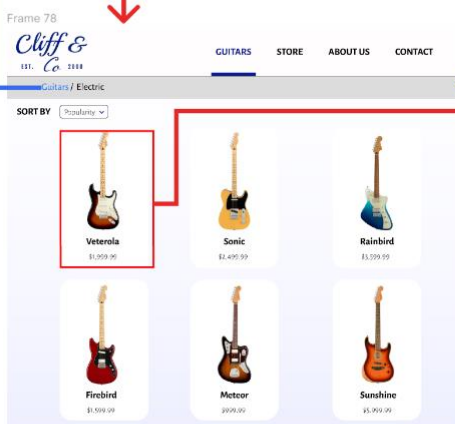 Frame 78
Cliff &
EST. Co 2008
GUITARS STORE ABOUT US CONTACT
Guitars / Electric
SORT BY Popularity
Veterola Sonic Rainbird
$1,999.99 $2,499.99 $3,599.99
Firebird Meteor Sunshine
$1,599.99 $999.99 $5,999.99